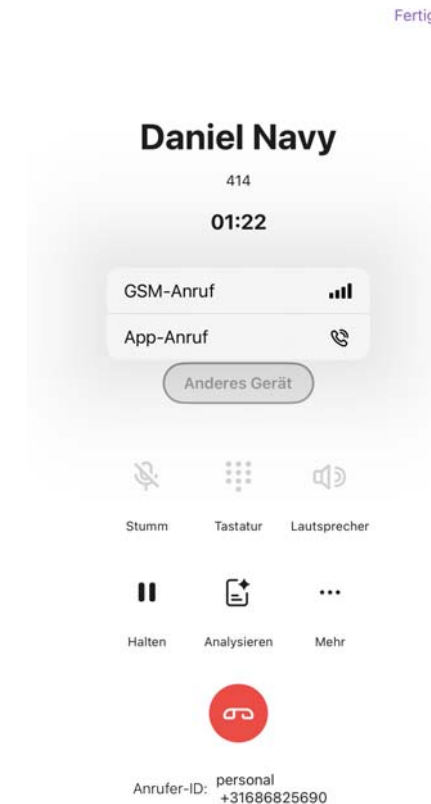 Fertig
Daniel Navy
414
01:22
GSM-Anruf
App-Anruf
Anderes Gerät
Stumm Tastatur Lautsprecher
Halten Analysieren Mehr
Anrufer-ID: personal
+31686825690